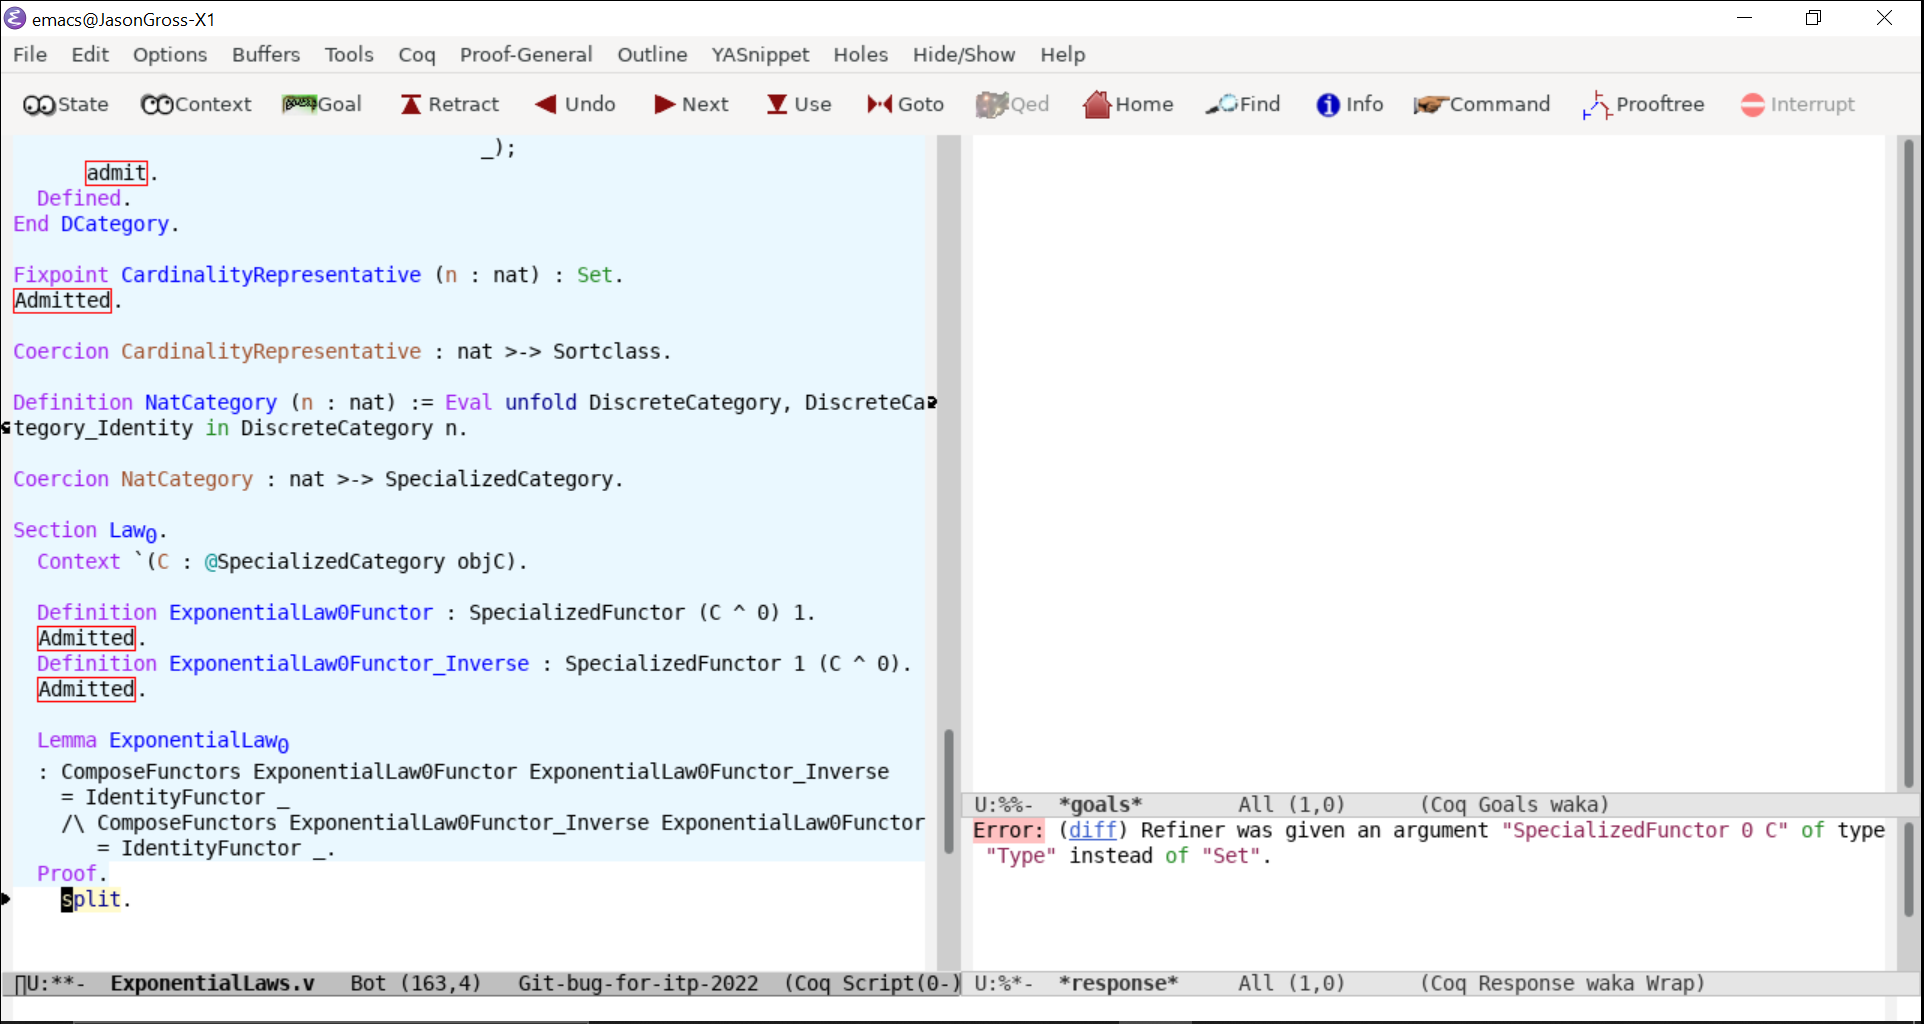 emacs@JasonGross-X1
File Edit Options Buffers Tools Coq Proof-General Outline YASnippet Holes Hide/Show Help
State Context Goal Retract Undo Next Use Goto Qed Home Find Info Command Prooftree Interrupt
_);
admit.
Defined.
End DCategory.
Fixpoint CardinalityRepresentative (n : nat) : Set.
Admitted.
Coercion CardinalityRepresentative : nat >-> Sortclass.
Definition NatCategory (n : nat) := Eval unfold DiscreteCategory, DiscreteCa
tegory_Identity in DiscreteCategory n.
Coercion NatCategory : nat >-> SpecializedCategory.
Section Law₀.
Context `(C : @SpecializedCategory objC).
Definition ExponentialLaw0Functor : SpecializedFunctor (C ^ 0) 1.
Admitted.
Definition ExponentialLaw0Functor_Inverse : SpecializedFunctor 1 (C ^ 0).
Admitted.
Lemma ExponentialLaw₀
: ComposeFunctors ExponentialLaw0Functor ExponentialLaw0Functor_Inverse
= IdentityFunctor _
/\ ComposeFunctors ExponentialLaw0Functor_Inverse ExponentialLaw0Functor
= IdentityFunctor _.
Proof.
split.
U:**- ExponentialLaws.v Bot (163,4) Git-bug-for-itp-2022 (Coq Script(0-)
U:%%- *goals* All (1,0) (Coq Goals waka)
Error: (diff) Refiner was given an argument "SpecializedFunctor 0 C" of type
"Type" instead of "Set".
U:%*- *response* All (1,0) (Coq Response waka Wrap)